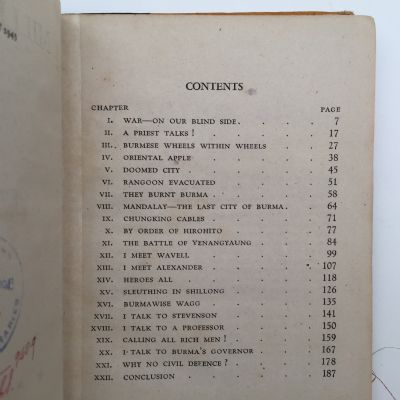 CONTENTS
CHAPTER PAGE
I. WAR—ON OUR BLIND SIDE . . . . 7
II. A PRIEST TALKS! . . . . . 17
III. BURMESE WHEELS WITHIN WHEELS . . . 27
IV. ORIENTAL APPLE . . . . . 38
V. DOOMED CITY . . . . . 45
VI. RANGOON EVACUATED . . . . . 51
VII. THEY BURNT BURMA . . . . . 58
VIII. MANDALAY—THE LAST CITY OF BURMA . . . 64
IX. CHUNGKING CABLES . . . . . 71
X. BY ORDER OF HIROHITO . . . . 77
XI. THE BATTLE OF YENANGYAUNG . . . . 84
XII. I MEET WAVELL . . . . . 99
XIII. I MEET ALEXANDER . . . . . 107
XIV. HEROES ALL . . . . . 118
XV. SLEUTHING IN SHILLONG . . . . 126
XVI. BURMAWISE WAGG . . . . . 135
XVII. I TALK TO STEVENSON . . . . 141
XVIII. I TALK TO A PROFESSOR . . . . 150
XIX. CALLING ALL RICH MEN! . . . . 159
XX. I TALK TO BURMA'S GOVERNOR . . . 167
XXI. WHY NO CIVIL DEFENCE? . . . . 178
XXII. CONCLUSION . . . . . 187